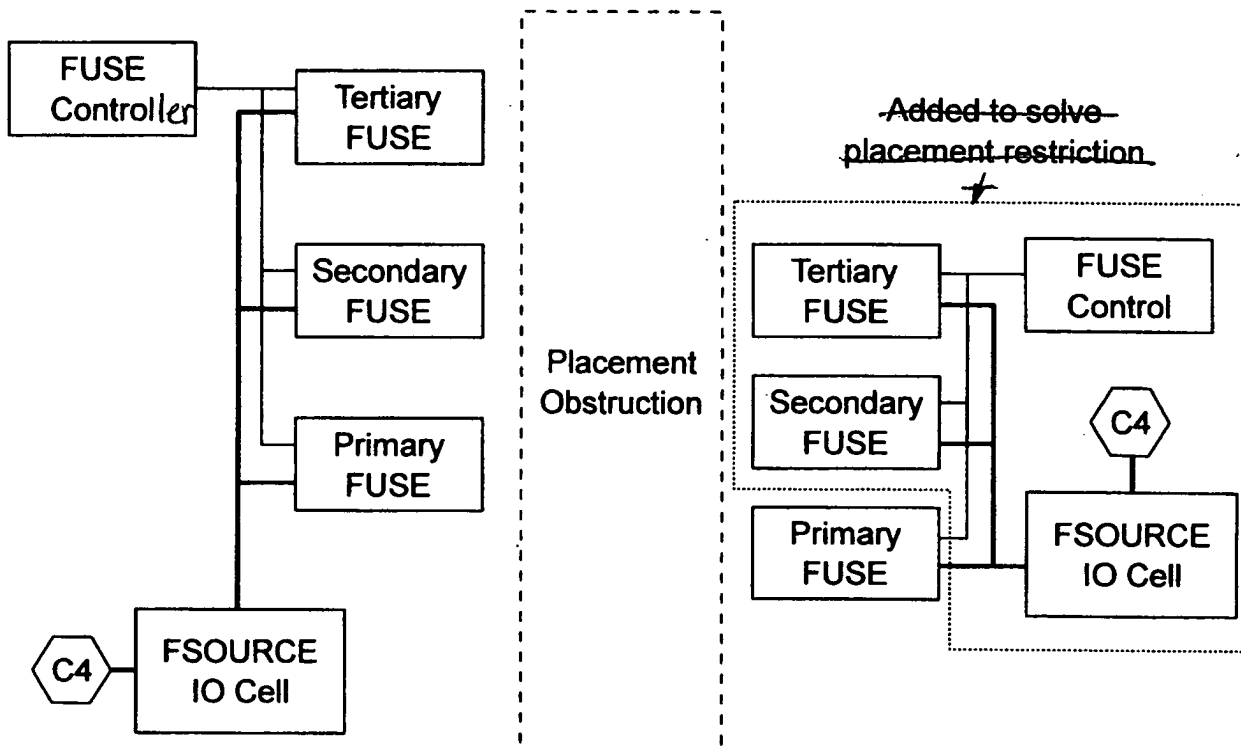 FUSE
Controller
Tertiary
FUSE
Secondary
FUSE
Primary
FUSE
FSOURCE
IO Cell
C4
Placement
Obstruction
Added to solve
placement restriction
Tertiary
FUSE
FUSE
Control
Secondary
FUSE
C4
Primary
FUSE
FSOURCE
IO Cell